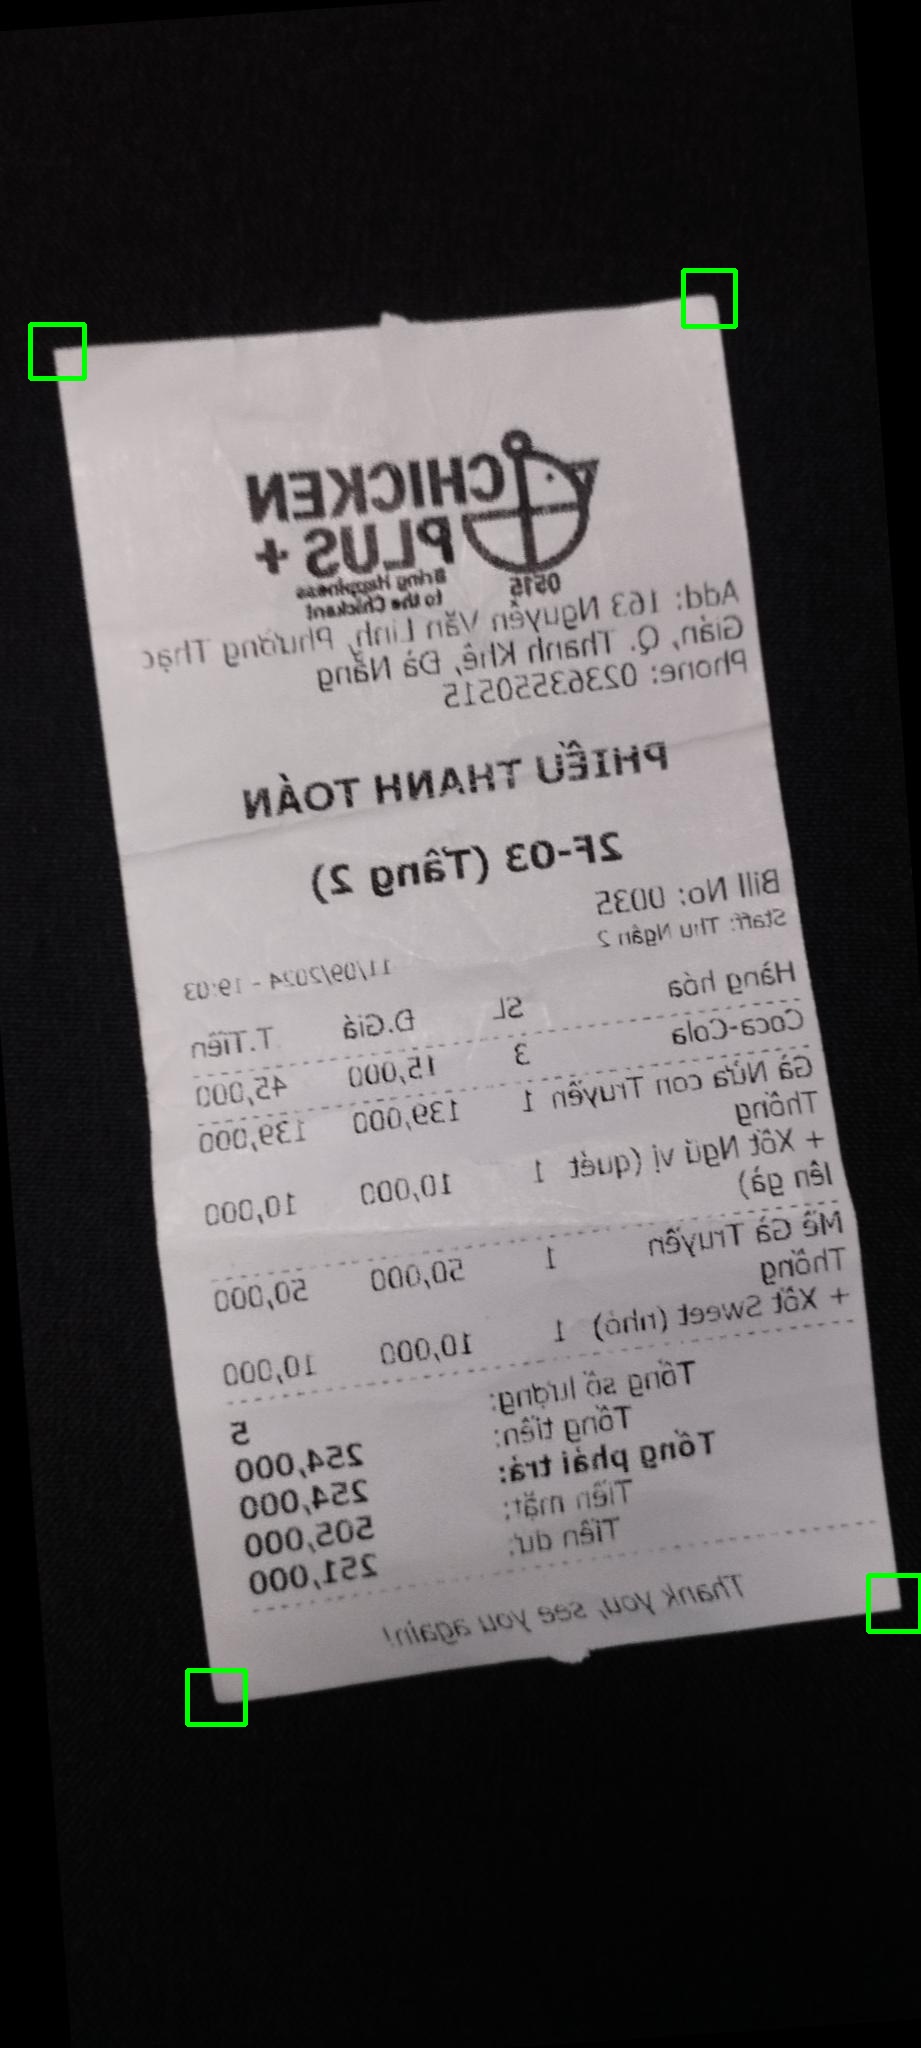 CHICKEN
PLUS +
Bring Happiness
to the Chickent
0515
Add: 163 Nguyễn Văn Linh, Phường Thạc
Gián, Q. Thanh Khê, Đà Nẵng
Phone: 02363550515
PHIẾU THANH TOÁN
2F-03 (Tầng 2)
Bill No: 0035
Staff: Thu Ngân 2
11/09/2024 - 19:03
Hàng hóa SL Đ.Giá T.Tiền
Coca-Cola 3 15,000 45,000
Gà Nửa con Truyền 1 139,000 139,000
Thống
+ Xốt Ngũ vị (quét 1 10,000 10,000
lên gà)
Mề Gà Truyền 1 50,000 50,000
Thống
+ Xốt Sweet (nhỏ) 1 10,000 10,000
Tổng số lượng: 5
Tổng tiền: 254,000
Tổng phải trả: 254,000
Tiền mặt: 505,000
Tiền dư: 251,000
Thank you, see you again!